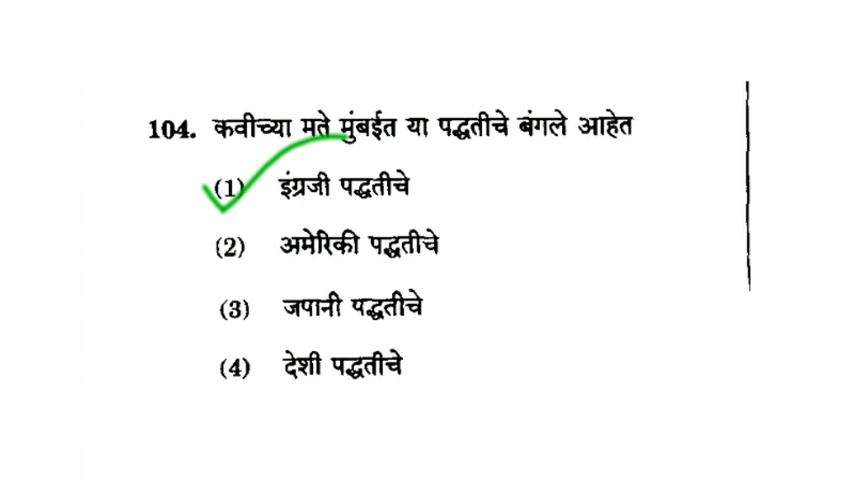 104. कवीच्या मते मुंबईत या पद्धतीचे बंगले आहेत
(1) इंग्रजी पद्धतीचे
(2) अमेरिकी पद्धतीचे
(3) जपानी पद्धतीचे
(4) देशी पद्धतीचे